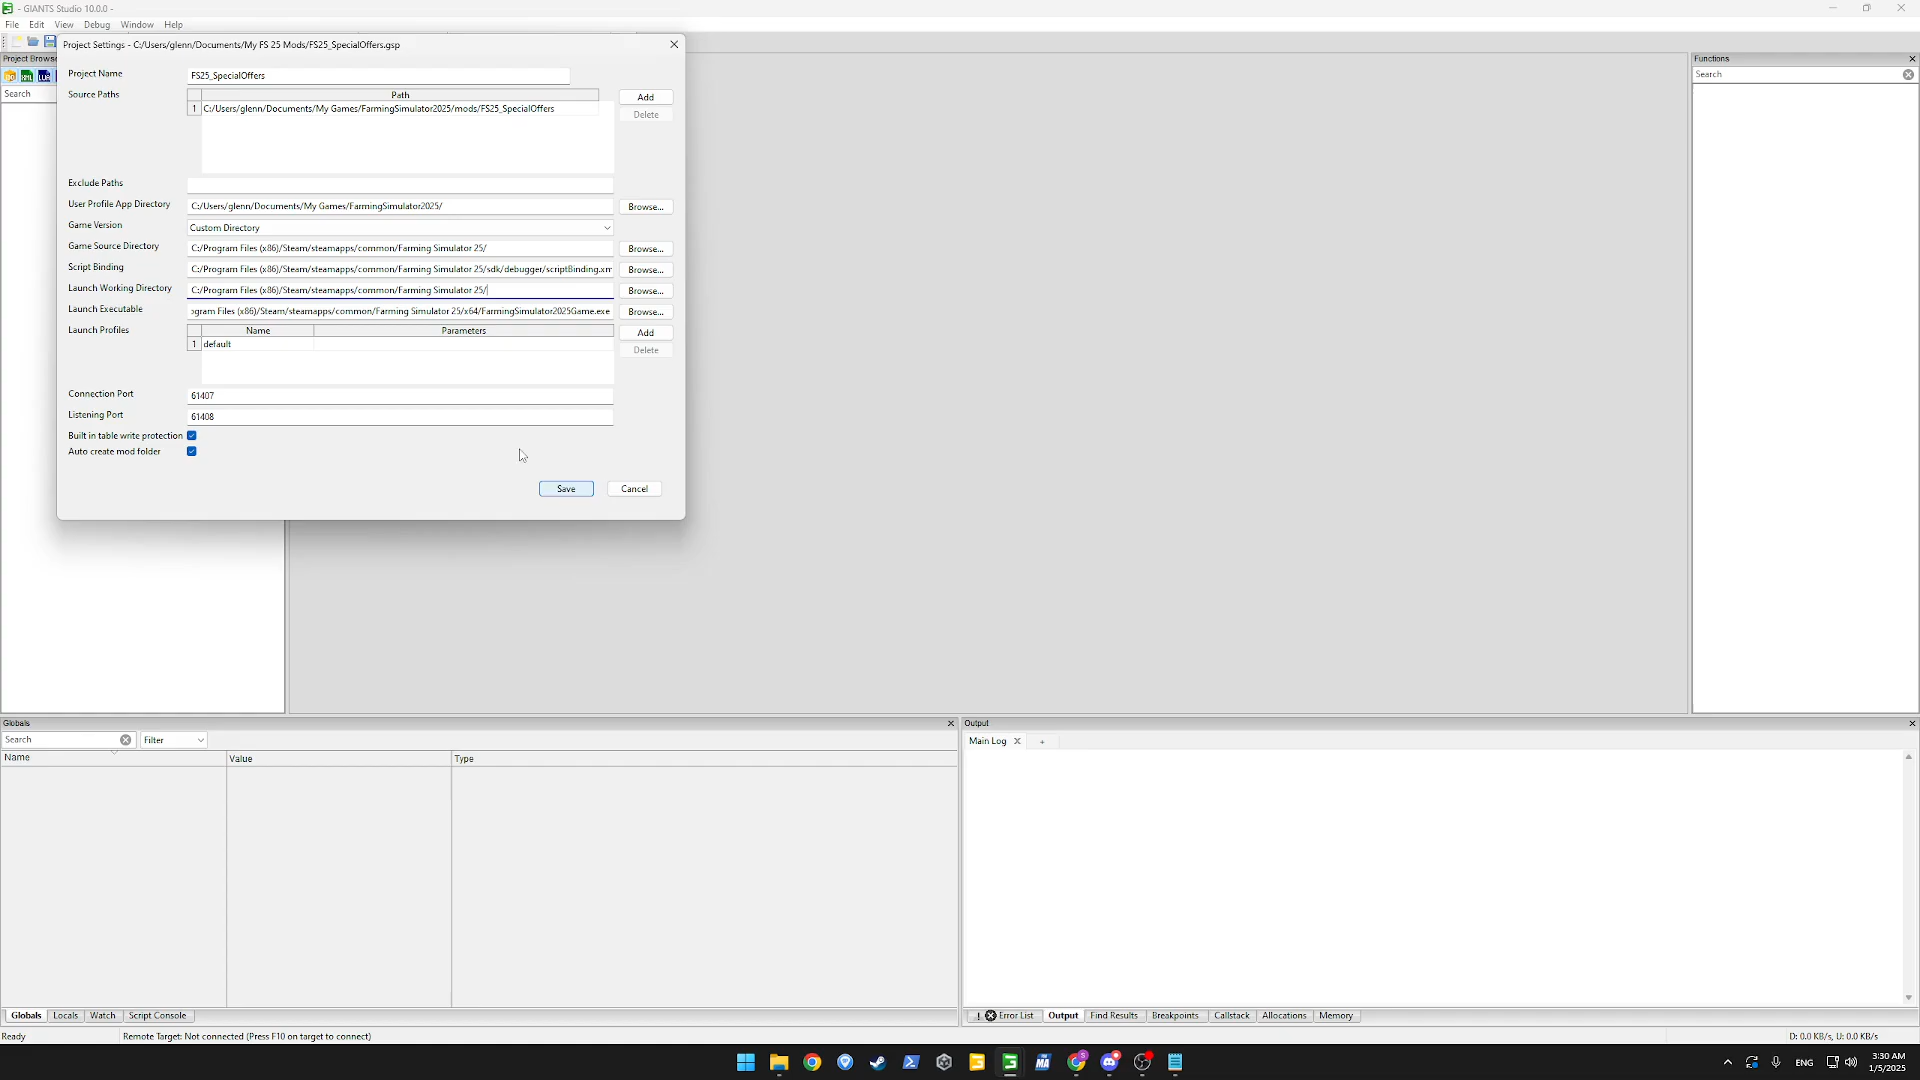 - GIANTS Studio 10.0.0 -
File Edit View Debug Window Help
Project Settings - C:/Users/glenn/Documents/My FS 25 Mods/FS25_SpecialOffers.gsp
Project Browse
Search
Project Name FS25_SpecialOffers
Source Paths Path
1 C:/Users/glenn/Documents/My Games/FarmingSimulator2025/mods/FS25_SpecialOffers
Add
Delete
Exclude Paths
User Profile App Directory C:/Users/glenn/Documents/My Games/FarmingSimulator2025/ Browse...
Game Version Custom Directory
Game Source Directory C:/Program Files (x86)/Steam/steamapps/common/Farming Simulator 25/ Browse...
Script Binding C:/Program Files (x86)/Steam/steamapps/common/Farming Simulator 25/sdk/debugger/scriptBinding.xm Browse...
Launch Working Directory C:/Program Files (x86)/Steam/steamapps/common/Farming Simulator 25/ Browse...
Launch Executable ogram Files (x86)/Steam/steamapps/common/Farming Simulator 25/x64/FarmingSimulator2025Game.exe Browse...
Launch Profiles Name Parameters Add
1 default Delete
Connection Port 61407
Listening Port 61408
Built in table write protection
Auto create mod folder
Save Cancel
Functions
Search
Globals
Search Filter
Name Value Type
Globals Locals Watch Script Console
Output
Main Log +
Error List Output Find Results Breakpoints Callstack Allocations Memory
Ready Remote Target: Not connected (Press F10 on target to connect) D: 0.0 KB/s, U: 0.0 KB/s
ENG
3:30 AM
1/5/2025